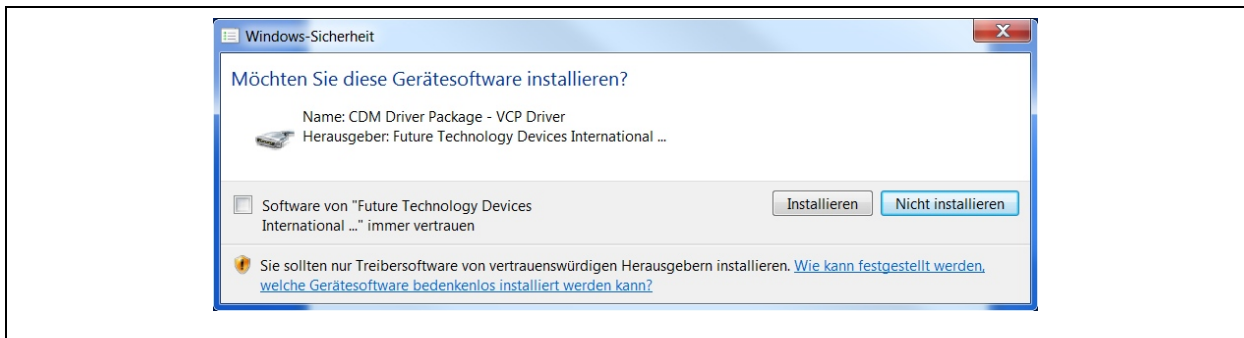 Windows-Sicherheit
Möchten Sie diese Gerätesoftware installieren?
Name: CDM Driver Package - VCP Driver
Herausgeber: Future Technology Devices International ...
Software von "Future Technology Devices
International ..." immer vertrauen
Installieren
Nicht installieren
Sie sollten nur Treibersoftware von vertrauenswürdigen Herausgebern installieren. Wie kann festgestellt werden,
welche Gerätesoftware bedenkenlos installiert werden kann?